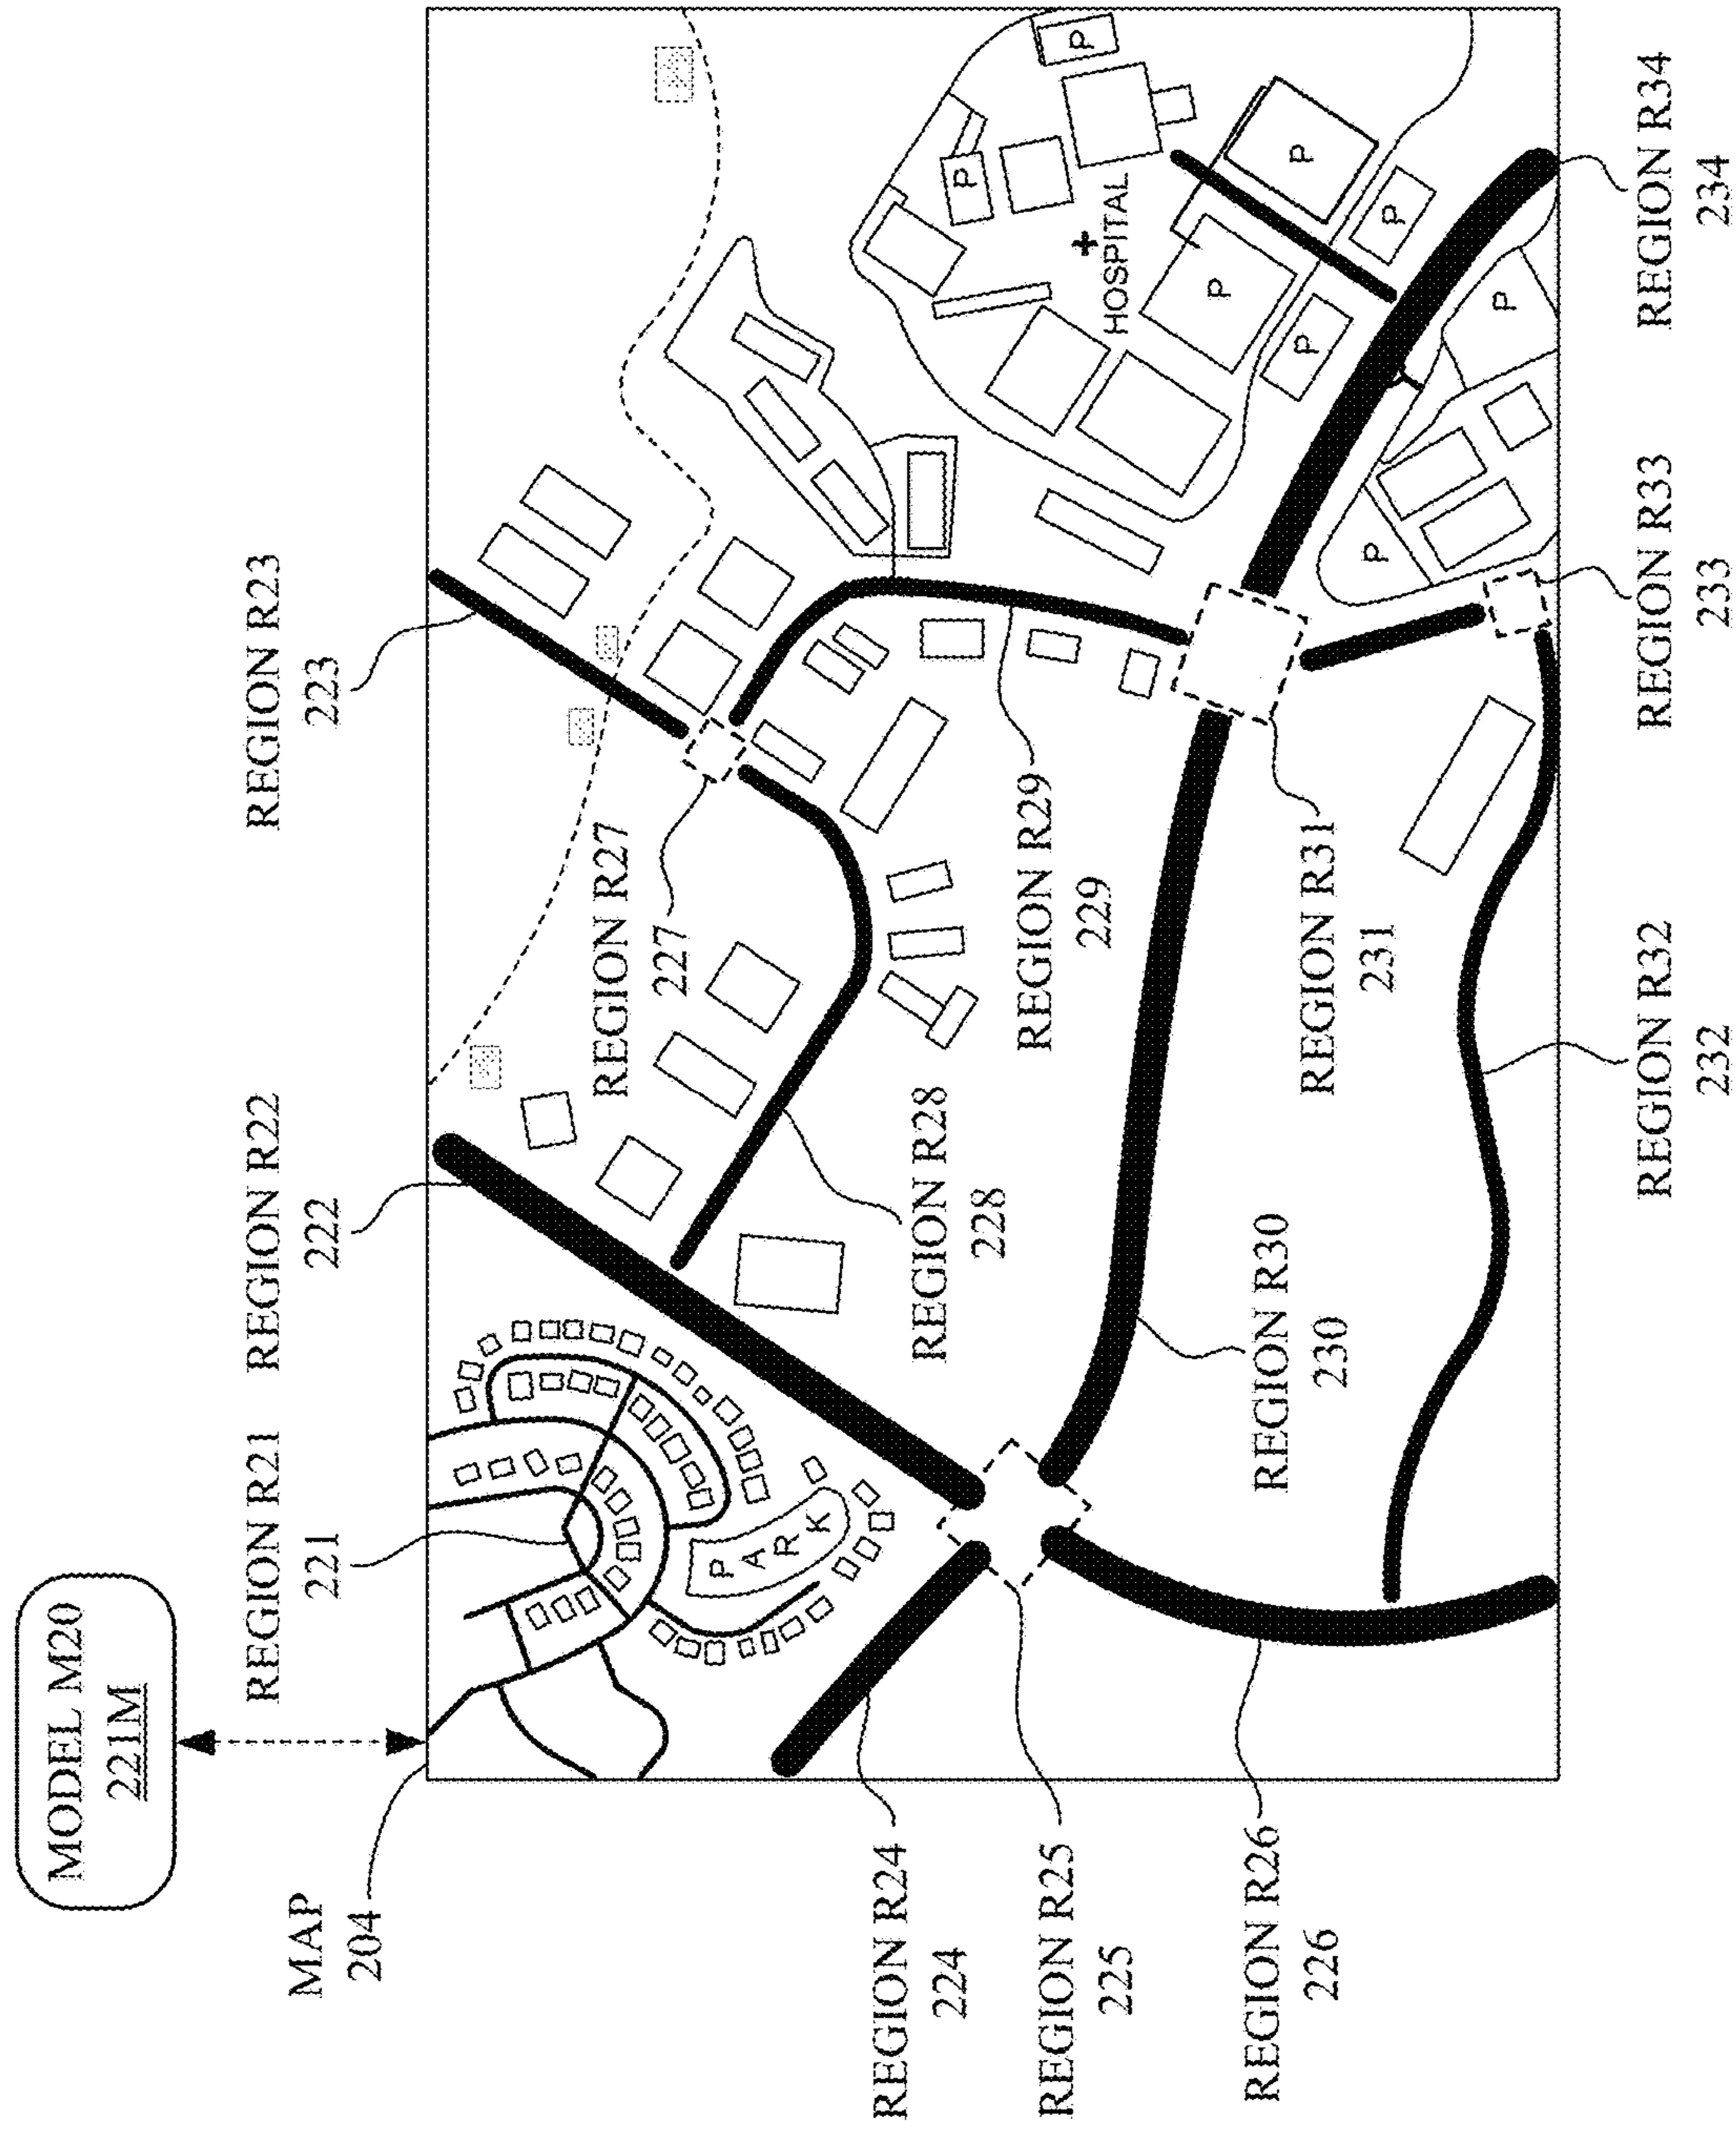 MODEL M20
221M
MAP
204
REGION R21
221
REGION R22
222
REGION R23
223
REGION R24
224
REGION R25
225
REGION R26
226
REGION R27
227
REGION R28
228
REGION R29
229
REGION R30
230
REGION R31
231
REGION R32
232
REGION R33
233
REGION R34
234
PARK
HOSPITAL
P
P
P
P
P
P
P
P